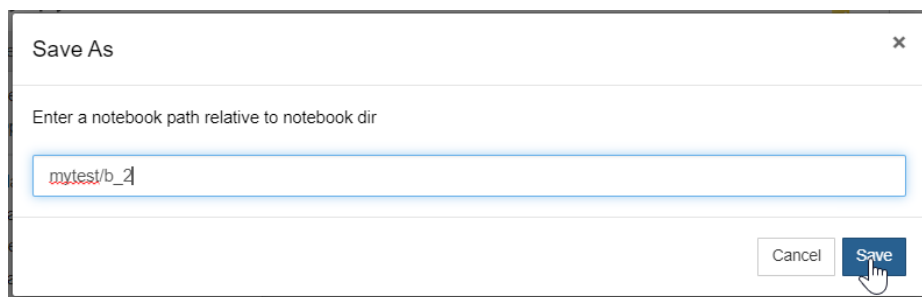 Save As
×
Enter a notebook path relative to notebook dir
mytest/b_2
Cancel
Save